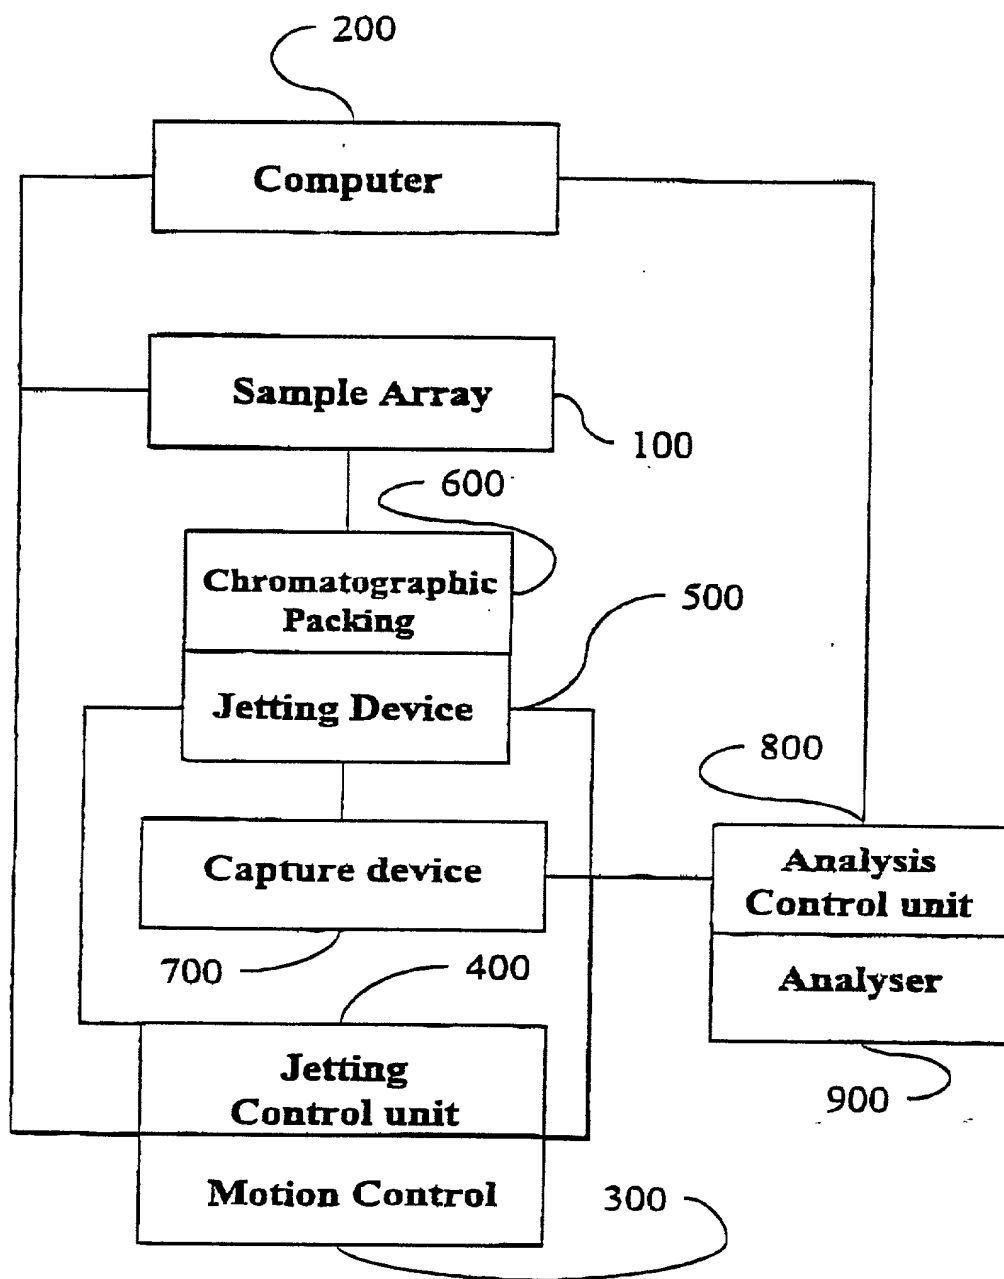 200
Computer
Sample Array
100
600
Chromatographic
Packing
500
Jetting Device
800
Capture device
Analysis
Control unit
700
400
Analyser
Jetting
Control unit
900
Motion Control
300